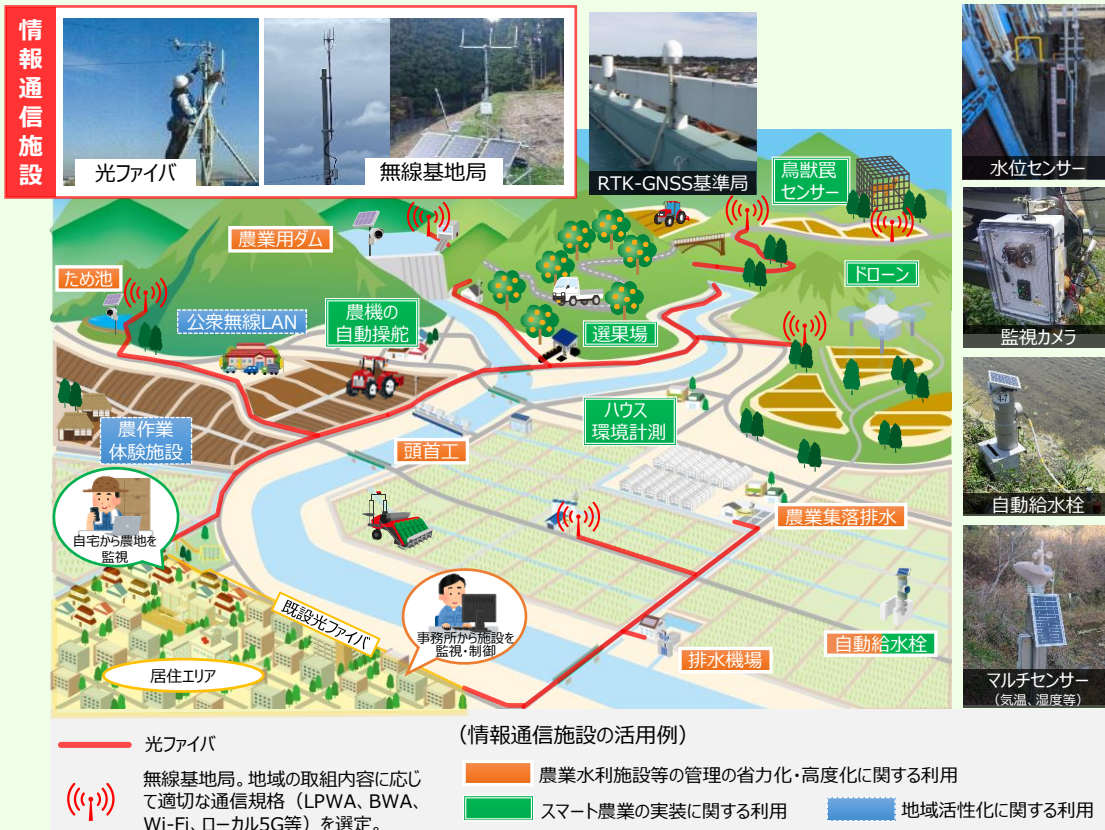 情報通信施設
光ファイバ
無線基地局
RTK-GNSS基準局
水位センサー
監視カメラ
自動給水栓
マルチセンサー
（気温、湿度等）
鳥獣罠
センサー
農業用ダム
ため池
公衆無線LAN
農機の
自動操舵
選果場
ドローン
農作業
体験施設
頭首工
ハウス
環境計測
自宅から農地を
監視
農業集落排水
既設光ファイバ
事務所から施設を
監視・制御
排水機場
自動給水栓
居住エリア
光ファイバ
無線基地局。地域の取組内容に応じ
て適切な通信規格（LPWA、BWA、
Wi-Fi、ローカル5G等）を選定。
（情報通信施設の活用例）
農業水利施設等の管理の省力化・高度化に関する利用
スマート農業の実装に関する利用
地域活性化に関する利用